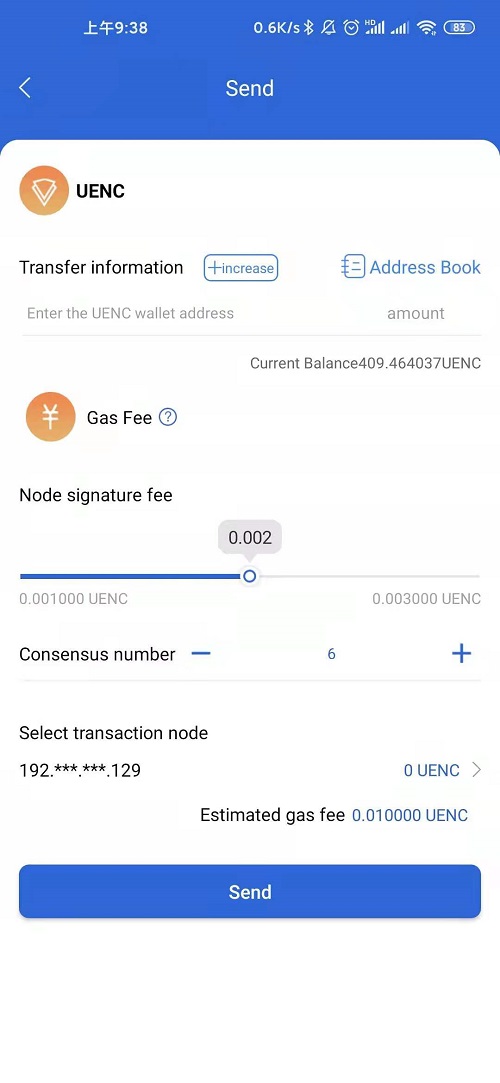 上午9:38 0.6K/s HD 83
Send
UENC
Transfer information +increase Address Book
Enter the UENC wallet address amount
Current Balance409.464037UENC
¥ Gas Fee ?
Node signature fee
0.002
0.001000 UENC 0.003000 UENC
Consensus number − 6 +
Select transaction node
192.***.***.129 0 UENC
Estimated gas fee 0.010000 UENC
Send